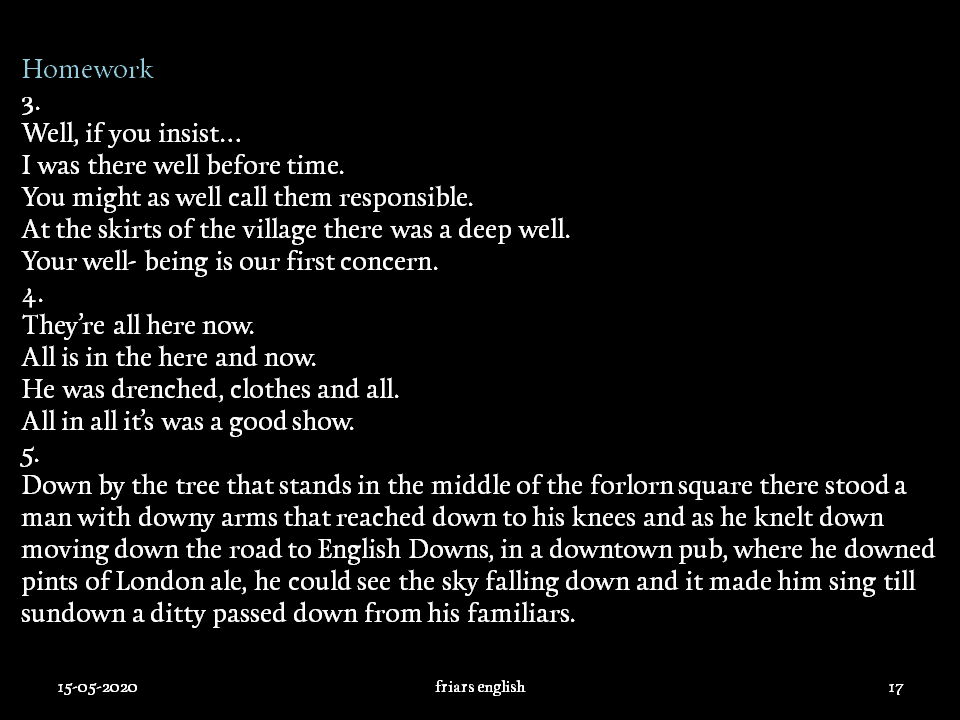 Homework
3.
Well, if you insist…
I was there well before time.
You might as well call them responsible.
At the skirts of the village there was a deep well.
Your well- being is our first concern.
4.
They’re all here now.
All is in the here and now.
He was drenched, clothes and all.
All in all it’s was a good show.
5.
Down by the tree that stands in the middle of the forlorn square there stood a
man with downy arms that reached down to his knees and as he knelt down
moving down the road to English Downs, in a downtown pub, where he downed
pints of London ale, he could see the sky falling down and it made him sing till
sundown a ditty passed down from his familiars.
15-05-2020 friars english 17